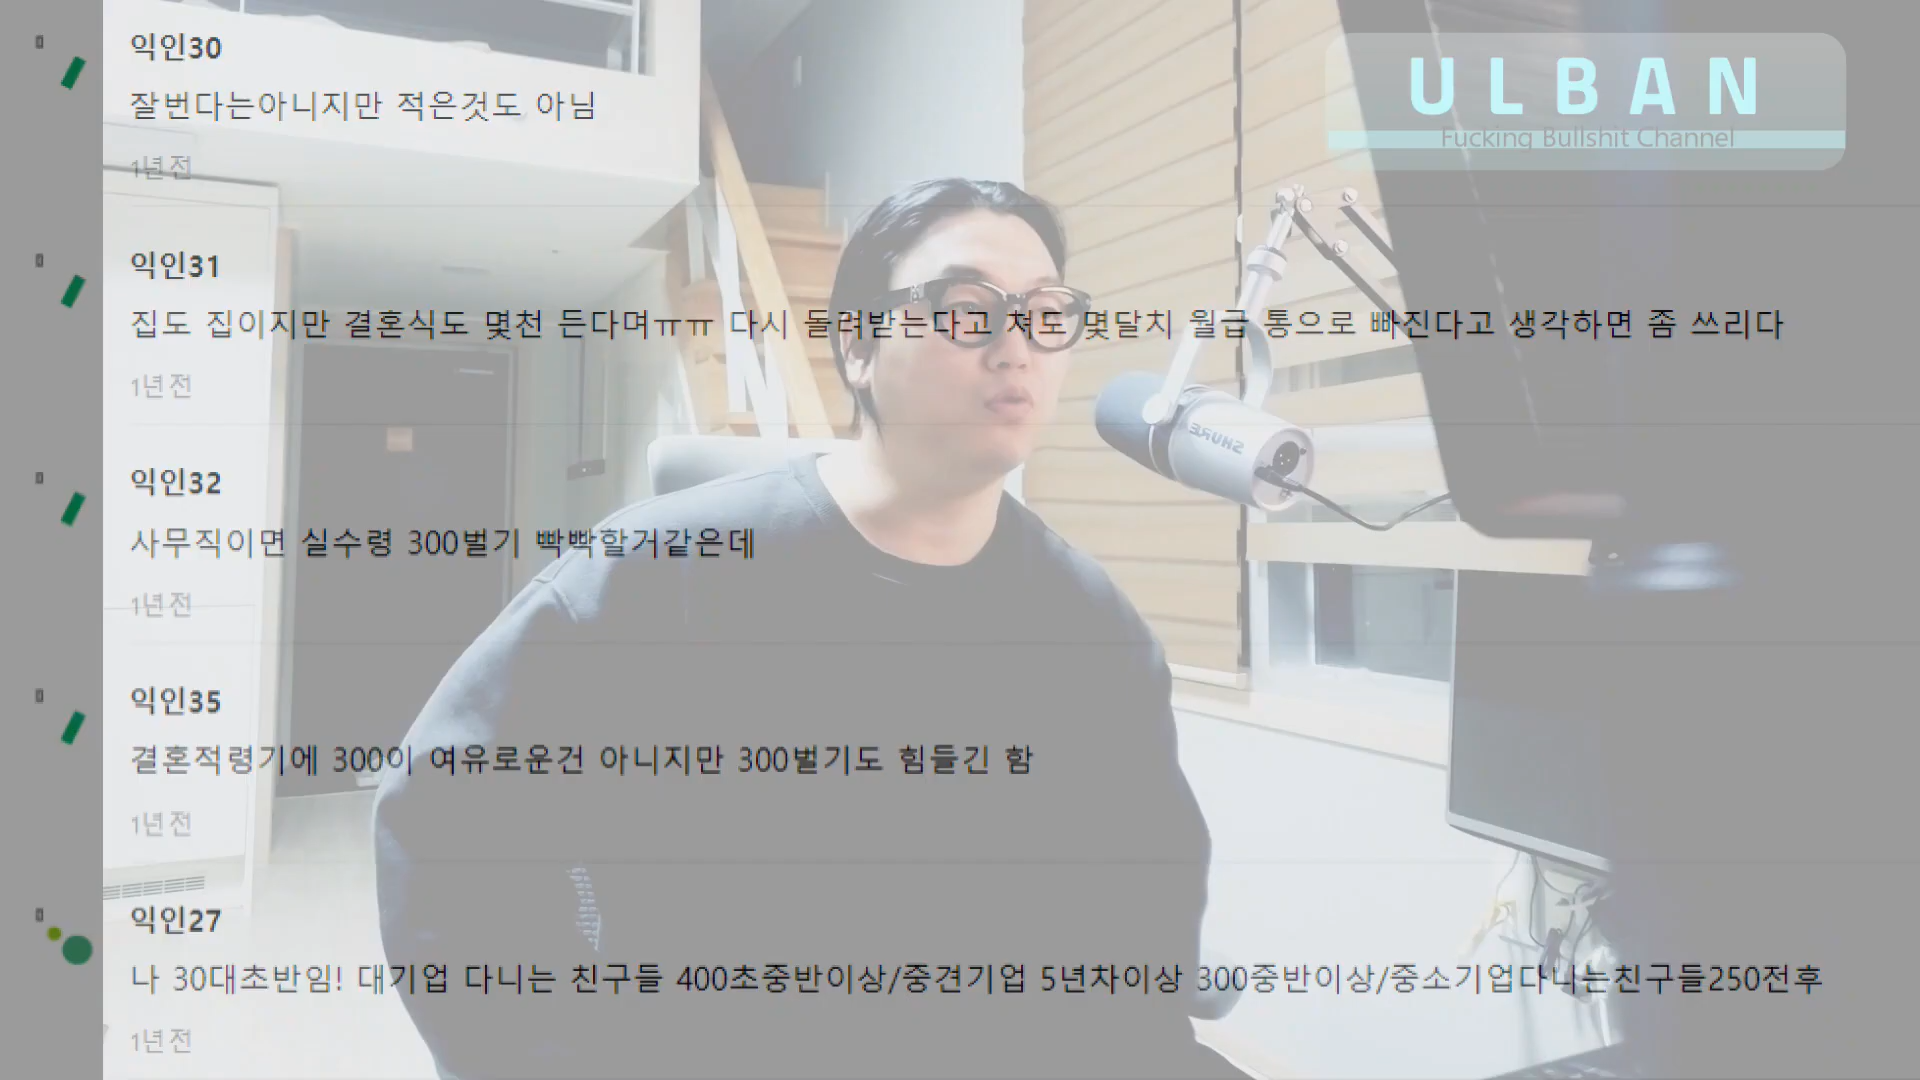 익인30
잘번다는아니지만 적은것도 아님
1년 전
ULBAN
Fucking Bullshit Channel
익인31
집도 집이지만 결혼식도 몇천 든다며ㅠㅠ 다시 돌려받는다고 쳐도 몇달치 월급 통으로 빠진다고 생각하면 좀 쓰리다
1년 전
SHURE
익인32
사무직이면 실수령 300벌기 빡빡할거같은데
1년 전
익인35
결혼적령기에 300이 여유로운건 아니지만 300벌기도 힘들긴 함
1년 전
익인27
나 30대초반임! 대기업 다니는 친구들 400초중반이상/중견기업 5년차이상 300중반이상/중소기업다니는친구들250전후
1년 전